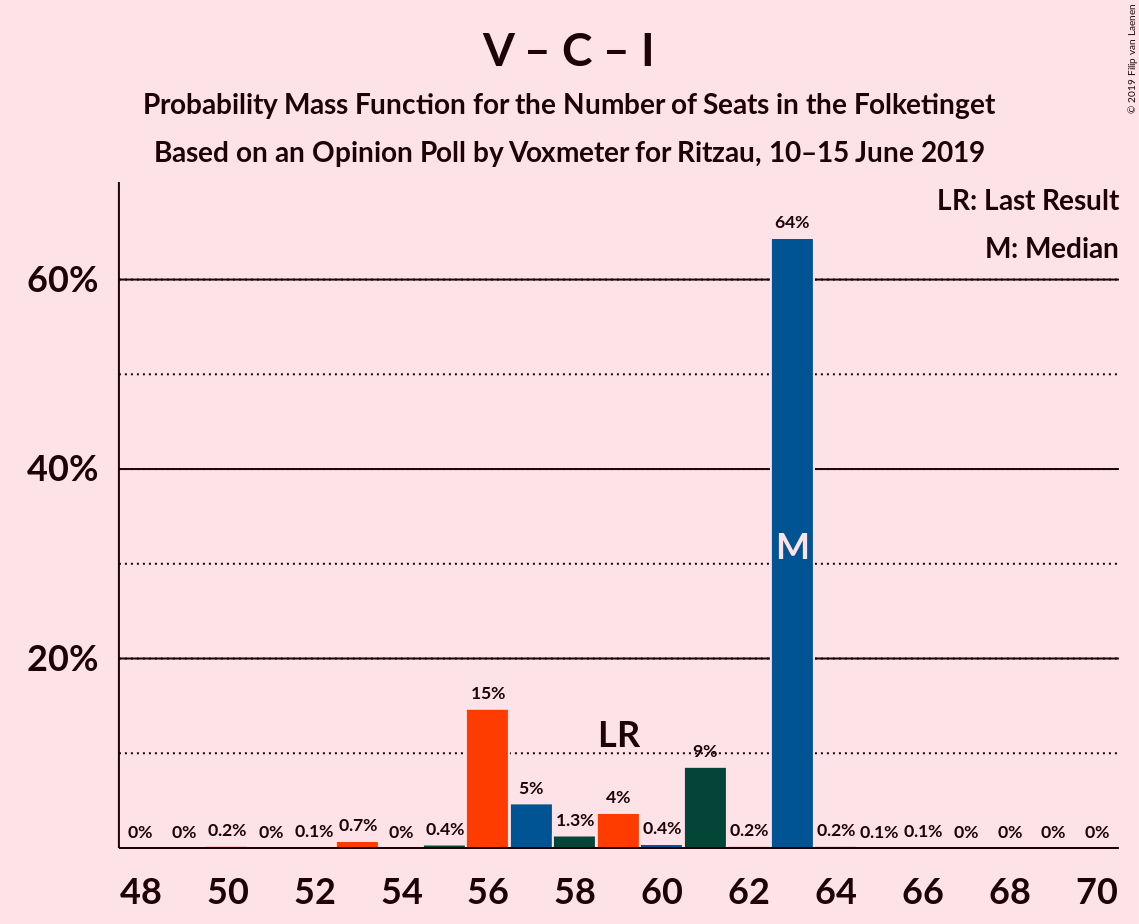 V – C – I
Probability Mass Function for the Number of Seats in the Folketinget
Based on an Opinion Poll by Voxmeter for Ritzau, 10–15 June 2019
© 2019 Filip van Laenen
LR: Last Result
M: Median
60%
40%
20%
0% 0% 0.2% 0% 0.1% 0.7% 0% 0.4% 15% 5% 1.3% 4% 0.4% 9% 0.2% 64% 0.2% 0.1% 0.1% 0% 0% 0% 0%
LR
M
48 50 52 54 56 58 60 62 64 66 68 70